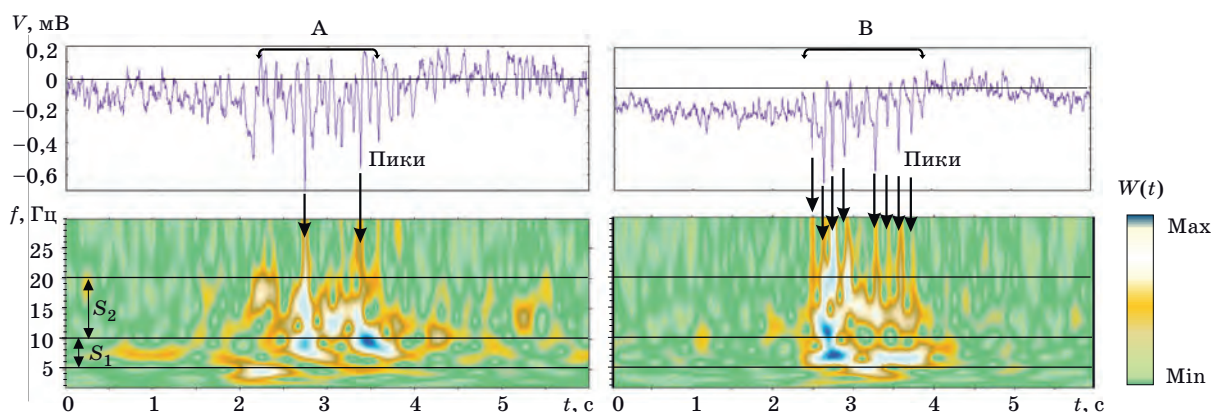 V, мВ
A
B
0,2
0
−0,2
−0,4
−0,6
Пики
Пики
f, Гц
25
20
15
10
5
S₂
S₁
0 1 2 3 4 5 t, с
0 1 2 3 4 5 t, с
W(t)
Max
Min